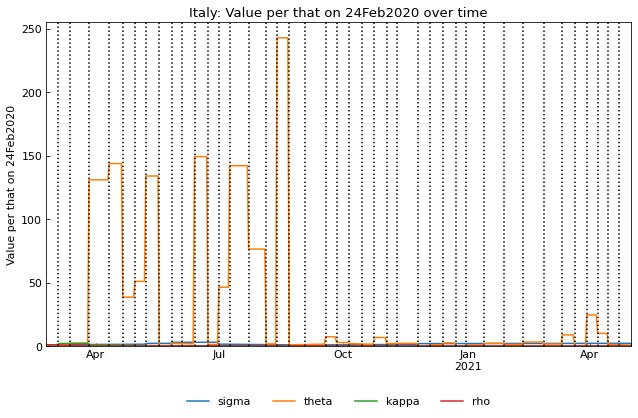 Italy: Value per that on 24Feb2020 over time
Value per that on 24Feb2020
250
200
150
100
50
0
Apr Jul Oct Jan Apr
2021
sigma theta kappa rho